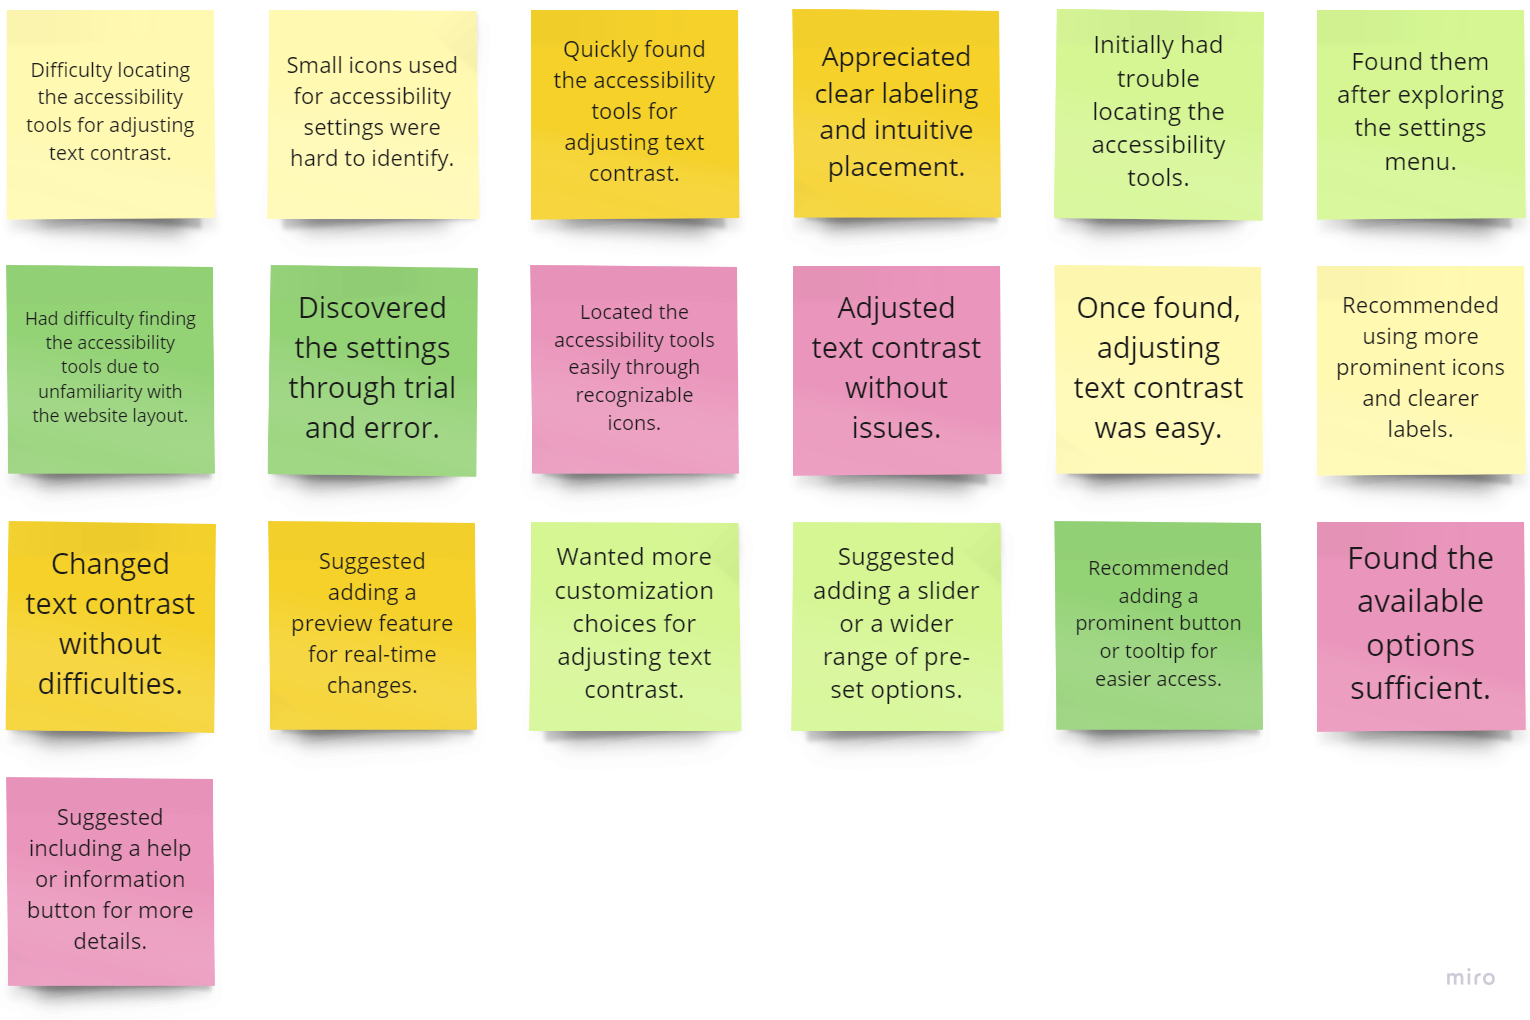 Difficulty locating
the accessibility
tools for adjusting
text contrast.
Small icons used
for accessibility
settings were
hard to identify.
Quickly found
the accessibility
tools for
adjusting text
contrast.
Appreciated
clear labeling
and intuitive
placement.
Initially had
trouble
locating the
accessibility
tools.
Found them
after exploring
the settings
menu.
Had difficulty finding
the accessibility
tools due to
unfamiliarity with
the website layout.
Discovered
the settings
through trial
and error.
Located the
accessibility tools
easily through
recognizable
icons.
Adjusted
text contrast
without
issues.
Once found,
adjusting
text contrast
was easy.
Recommended
using more
prominent icons
and clearer
labels.
Changed
text contrast
without
difficulties.
Suggested
adding a
preview feature
for real-time
changes.
Wanted more
customization
choices for
adjusting text
contrast.
Suggested
adding a slider
or a wider
range of pre-
set options.
Recommended
adding a
prominent button
or tooltip for
easier access.
Found the
available
options
sufficient.
Suggested
including a help
or information
button for more
details.
miro